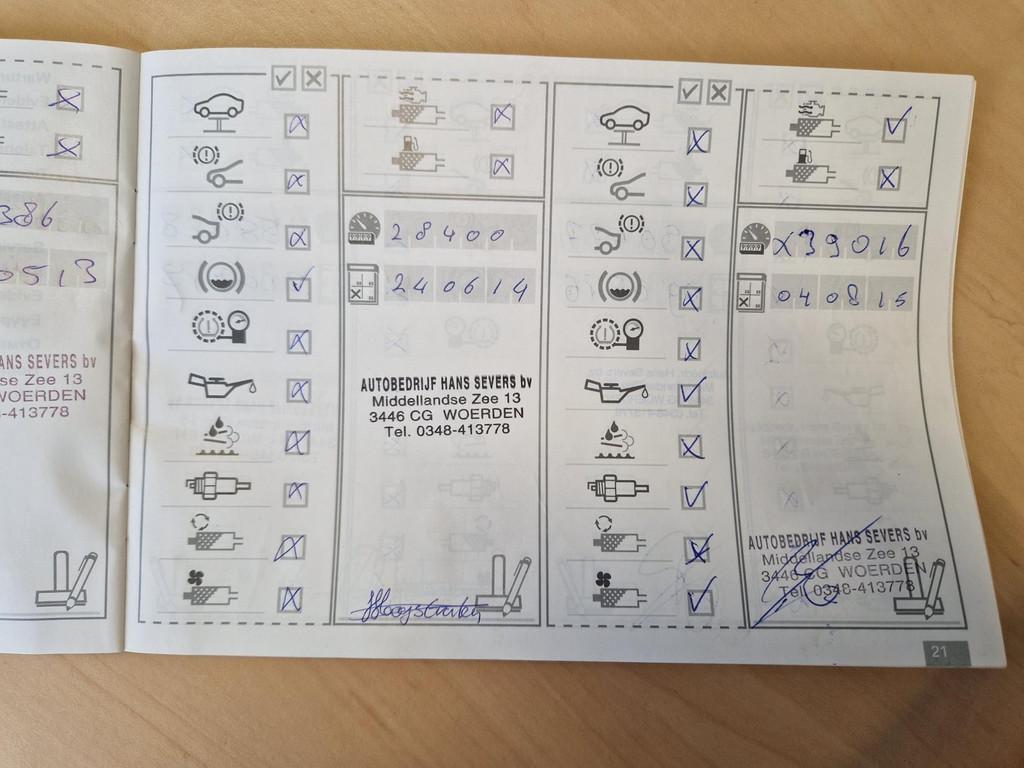 386
0513
HANS SEVERS bv
se Zee 13
WOERDEN
-413778
28400
240614
AUTOBEDRIJF HANS SEVERS bv
Middellandse Zee 13
3446 CG WOERDEN
Tel. 0348-413778
X39016
040815
AUTOBEDRIJF HANS SEVERS bv
Middellandse Zee 13
3446 CG WOERDEN
Tel. 0348-413778
21